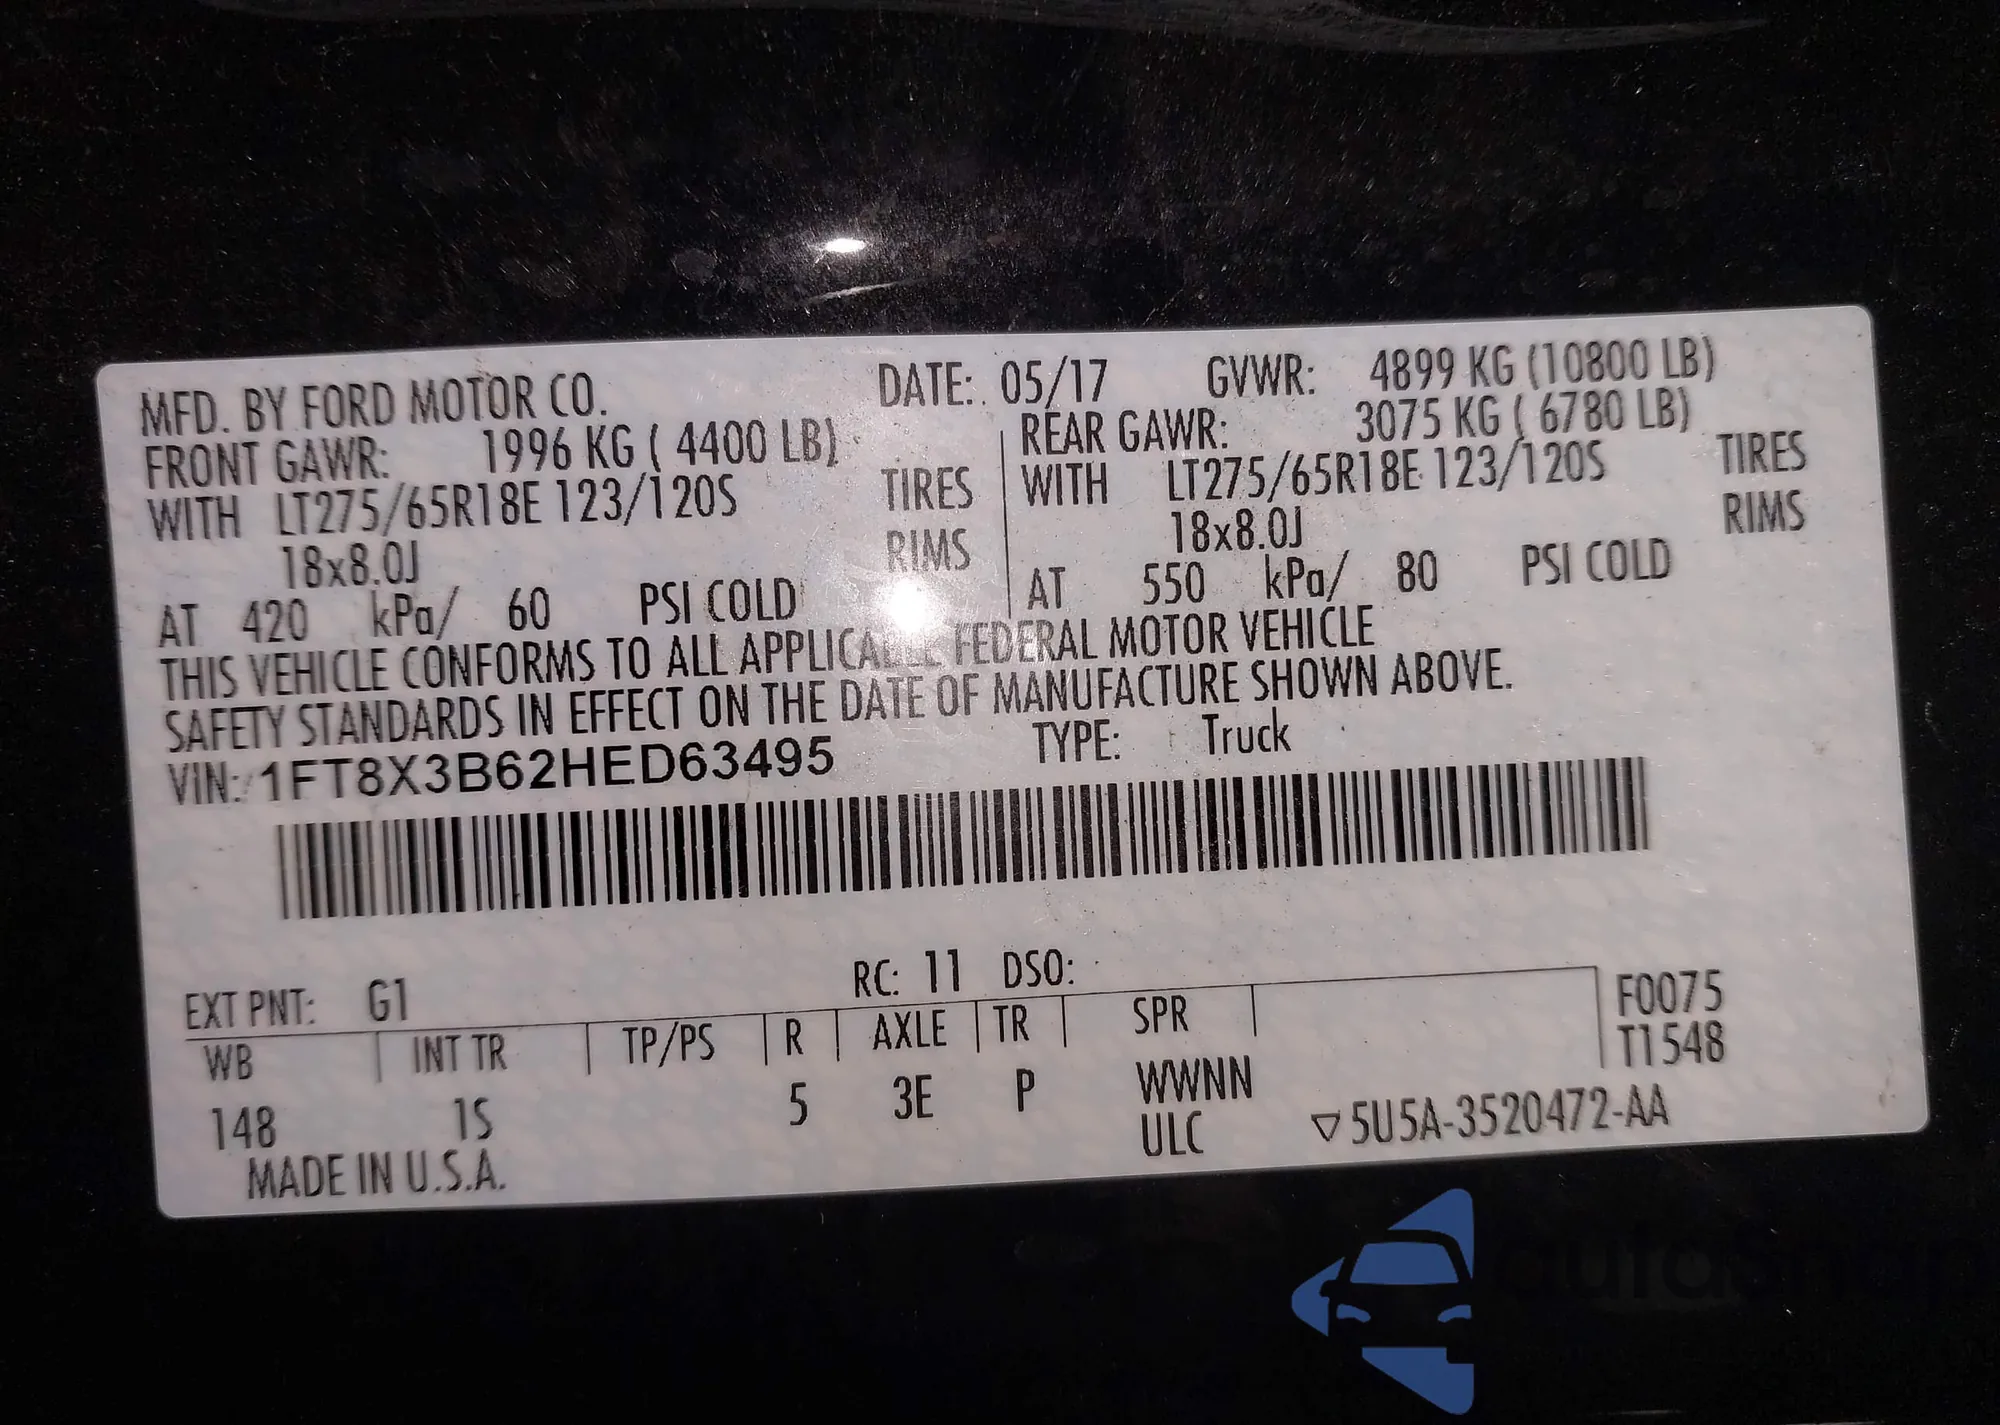 MFD. BY FORD MOTOR CO. DATE: 05/17 GVWR: 4899 KG (10800 LB)
FRONT GAWR: 1996 KG ( 4400 LB) REAR GAWR: 3075 KG ( 6780 LB)
WITH LT275/65R18E 123/120S TIRES WITH LT275/65R18E 123/120S TIRES
18x8.0J RIMS 18x8.0J RIMS
AT 420 kPa/ 60 PSI COLD AT 550 kPa/ 80 PSI COLD
THIS VEHICLE CONFORMS TO ALL APPLICABLE FEDERAL MOTOR VEHICLE
SAFETY STANDARDS IN EFFECT ON THE DATE OF MANUFACTURE SHOWN ABOVE.
VIN: 1FT8X3B62HED63495 TYPE: Truck
EXT PNT: G1 RC: 11 DSO:
WB INT TR TP/PS R AXLE TR SPR F0075
T1548
148 1S 5 3E P WWNN
ULC ▽5U5A-3520472-AA
MADE IN U.S.A.